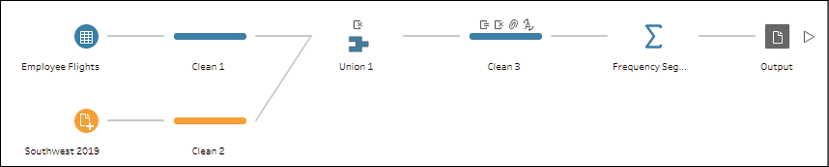 Employee Flights
Clean 1
Union 1
Clean 3
Frequency Seg...
Output
Southwest 2019
Clean 2